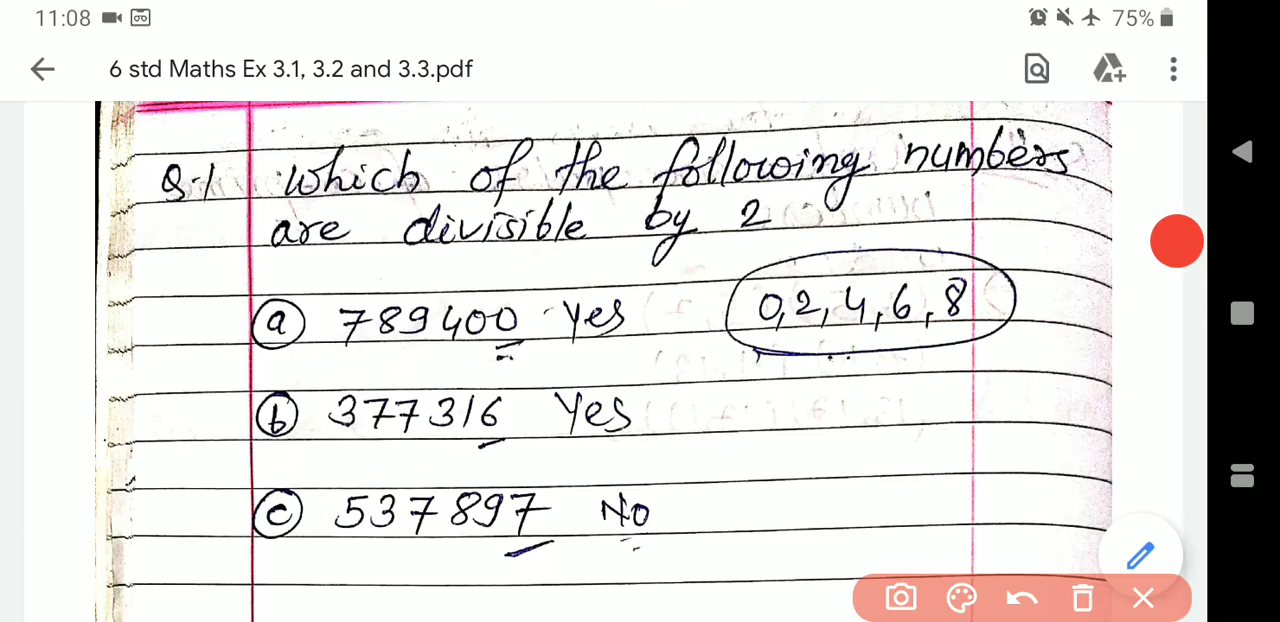 11:08
75%
6 std Maths Ex 3.1, 3.2 and 3.3.pdf
Q.1 Which of the following numbers
are divisible by 2
(a) 789400 Yes 0,2,4,6,8
(b) 377316 Yes
(c) 537897 No